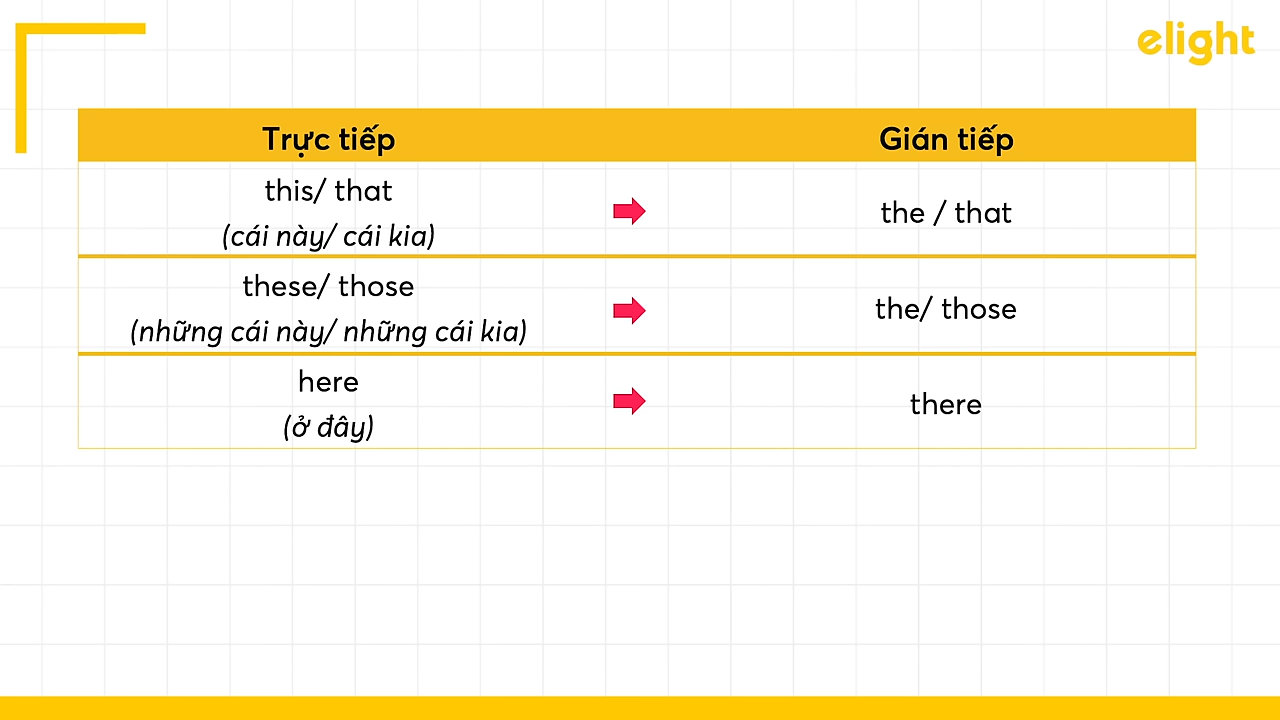 elight
Trực tiếp
Gián tiếp
this/ that
(cái này/ cái kia)
the / that
these/ those
(những cái này/ những cái kia)
the/ those
here
(ở đây)
there